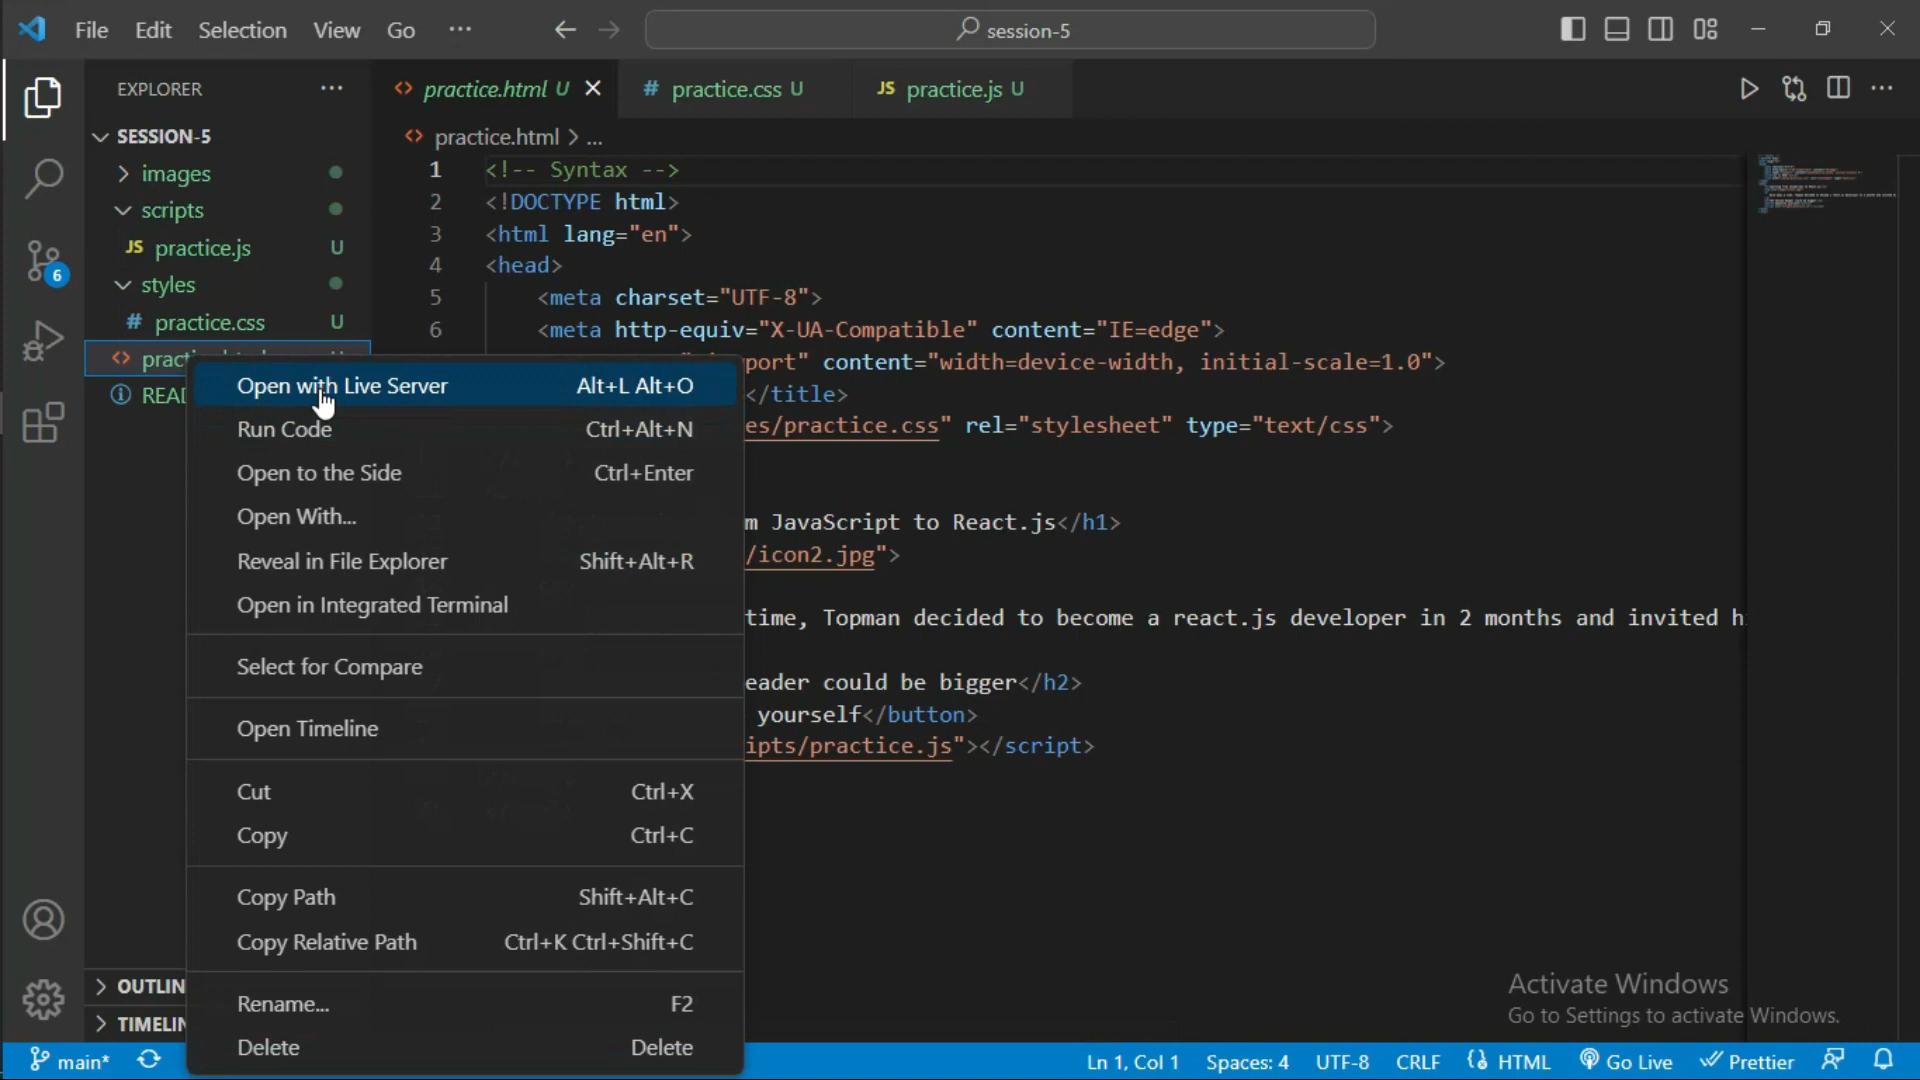 File Edit Selection View Go ···
session-5
EXPLORER ···
practice.html U
# practice.css U
JS practice.js U
SESSION-5
images
scripts
JS practice.js U
styles
# practice.css U
practice.html > ...
1 <!-- Syntax -->
2 <!DOCTYPE html>
3 <html lang="en">
4 <head>
5 <meta charset="UTF-8">
6 <meta http-equiv="X-UA-Compatible" content="IE=edge">
port" content="width=device-width, initial-scale=1.0">
</title>
es/practice.css" rel="stylesheet" type="text/css">
m JavaScript to React.js</h1>
/icon2.jpg">
time, Topman decided to become a react.js developer in 2 months and invited h
eader could be bigger</h2>
yourself</button>
ipts/practice.js"></script>
Open with Live Server Alt+L Alt+O
Run Code Ctrl+Alt+N
Open to the Side Ctrl+Enter
Open With...
Reveal in File Explorer Shift+Alt+R
Open in Integrated Terminal
Select for Compare
Open Timeline
Cut Ctrl+X
Copy Ctrl+C
Copy Path Shift+Alt+C
Copy Relative Path Ctrl+K Ctrl+Shift+C
Rename... F2
Delete Delete
READ
OUTLIN
TIMELIN
Activate Windows
Go to Settings to activate Windows.
6
main*
Ln 1, Col 1 Spaces: 4 UTF-8 CRLF HTML Go Live Prettier